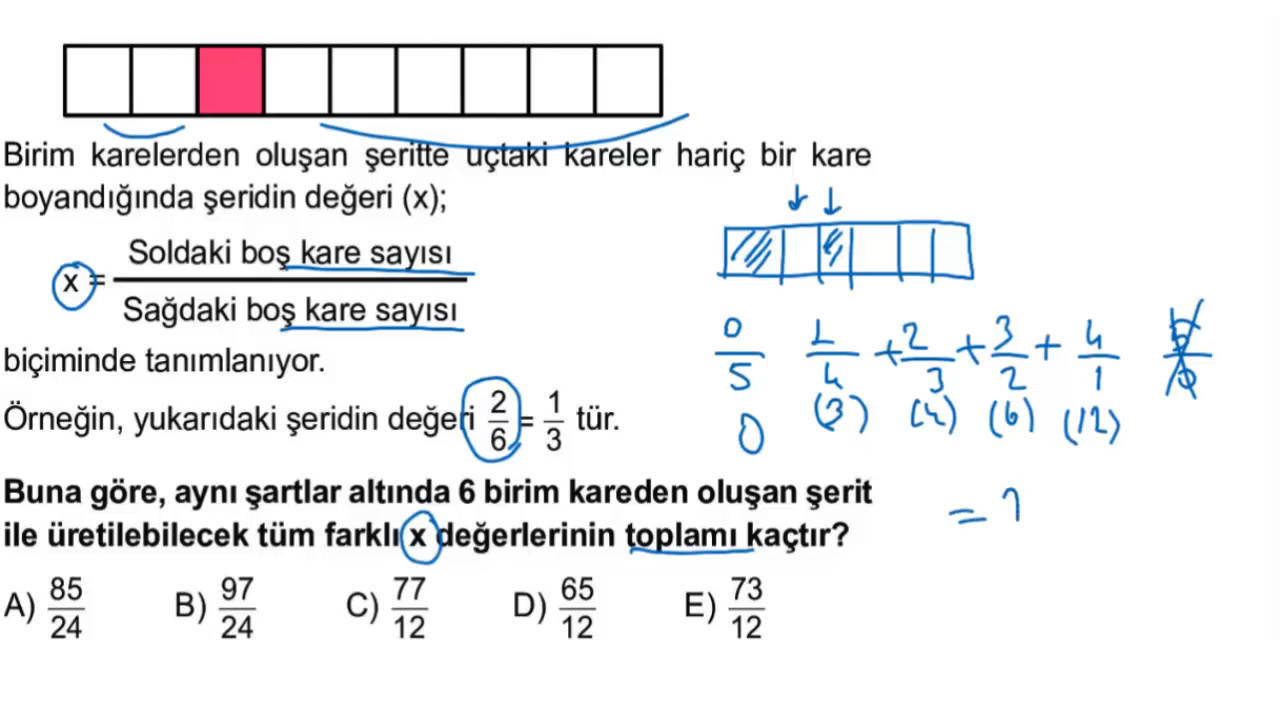 Birim karelerden oluşan şeritte uçtaki kareler hariç bir kare
boyandığında şeridin değeri (x);
x = Soldaki boş kare sayısı / Sağdaki boş kare sayısı
biçiminde tanımlanıyor.
Örneğin, yukarıdaki şeridin değeri 2/6 = 1/3 tür.
Buna göre, aynı şartlar altında 6 birim kareden oluşan şerit
ile üretilebilecek tüm farklı x değerlerinin toplamı kaçtır?
A) 85/24 B) 97/24 C) 77/12 D) 65/12 E) 73/12
0/5 1/4 + 2/3 + 3/2 + 4/1
0 (3) (4) (6) (12)
=